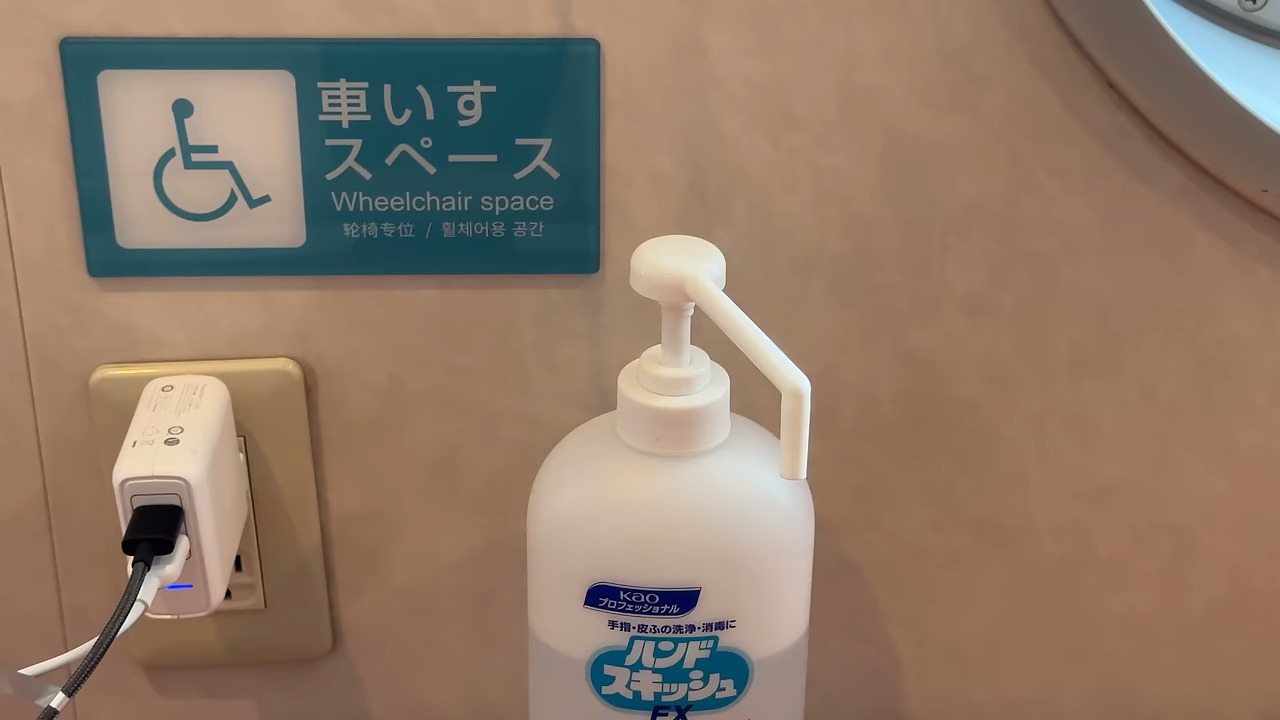 車いす
スペース
Wheelchair space
轮椅专位 / 휠체어용 공간
Kao
プロフェッショナル
手指・皮ふの洗浄・消毒に
ハンド
スキッシュ
EX